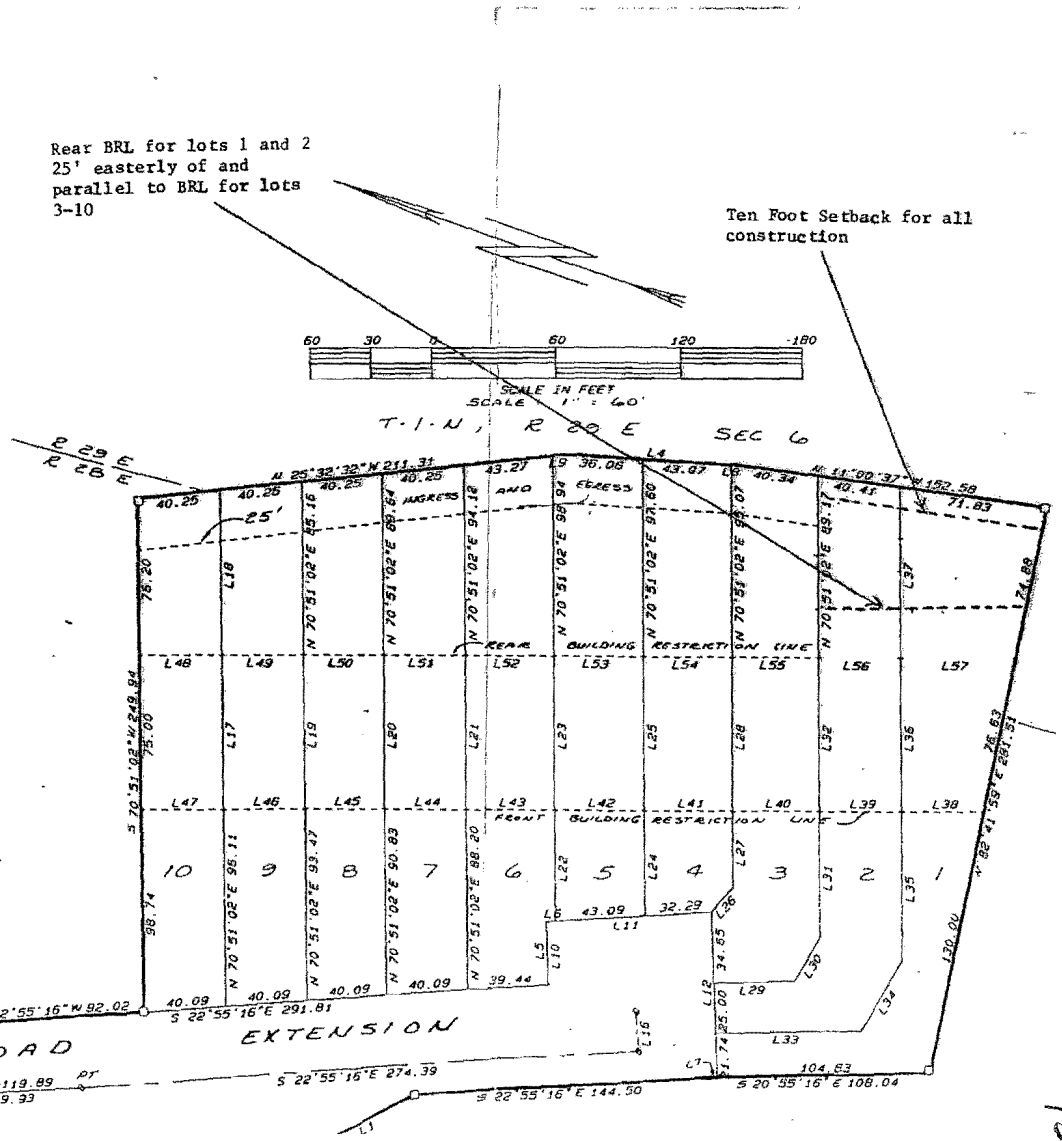 Rear BRL for lots 1 and 2
25' easterly of and
parallel to BRL for lots
3-10
Ten Foot Setback for all
construction
60 30 0 60 120 180
SCALE IN FEET
SCALE : 1" = 60'
T-1-N, R 29 E SEC 6
R 29 E
R 28 E
N 25°32'32" W 211.31
L4
N 11°00'37" W 152.58
40.25 40.25 40.25 40.25 43.27 L9 36.06 43.97 L8 40.34 40.41 71.83
INGRESS AND EGRESS
25'
76.20
L18
N 70°51'02" E 85.16
N 70°51'02" E 89.64
N 70°51'02" E 94.12
N 70°51'02" E 98.94
N 70°51'02" E 97.60
N 70°51'02" E 95.07
N 70°51'02" E 89.17
L37
74.88
REAR BUILDING RESTRICTION LINE
L48 L49 L50 L51 L52 L53 L54 L55 L56 L57
S 70°51'02" W 249.94
75.00
L17 L19 L20 L21 L23 L25 L28 L32 L36
76.63
N 82°41'59" E 281.51
L47 L46 L45 L44 L43 L42 L41 L40 L39 L38
FRONT BUILDING RESTRICTION LINE
10 9 8 7 6 5 4 3 2 1
98.74
N 70°51'02" E 96.11
N 70°51'02" E 93.47
N 70°51'02" E 90.83
N 70°51'02" E 88.20
L22 L24 L27 L31 L35
130.00
L6 43.09 32.29 L26
L11
L5
L10
34.65
L30
L12 L29
L34
25.00
L33
21.74
L7
40.09 40.09 40.09 40.09 39.44
2°55'16" W 92.02
S 22°55'16" E 291.81
EXTENSION
OAD
L16
119.89 PT
9.93
S 22°55'16" E 274.39
104.83
S 20°55'16" E 108.04
S 22°55'16" E 144.50
L1